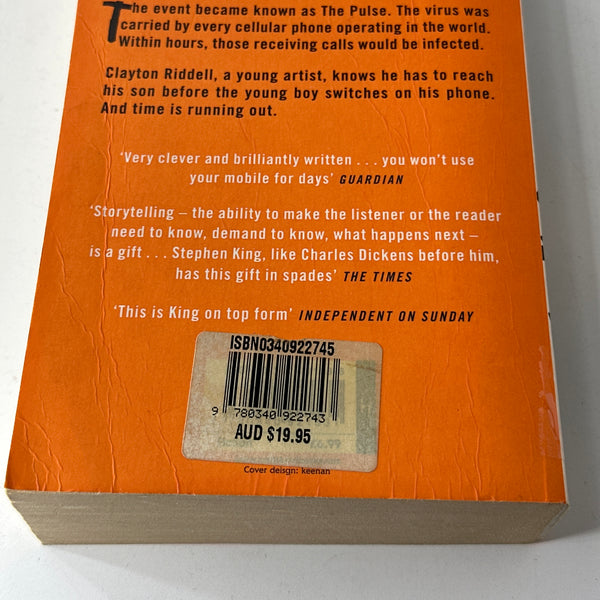 The event became known as The Pulse. The virus was
carried by every cellular phone operating in the world.
Within hours, those receiving calls would be infected.
Clayton Riddell, a young artist, knows he has to reach
his son before the young boy switches on his phone.
And time is running out.
‘Very clever and brilliantly written . . . you won’t use
your mobile for days’ GUARDIAN
‘Storytelling – the ability to make the listener or the reader
need to know, demand to know, what happens next –
is a gift . . . Stephen King, like Charles Dickens before him,
has this gift in spades’ THE TIMES
‘This is King on top form’ INDEPENDENT ON SUNDAY
ISBN0340922745
9 780340 922743
AUD $19.95
Cover deisgn: keenan